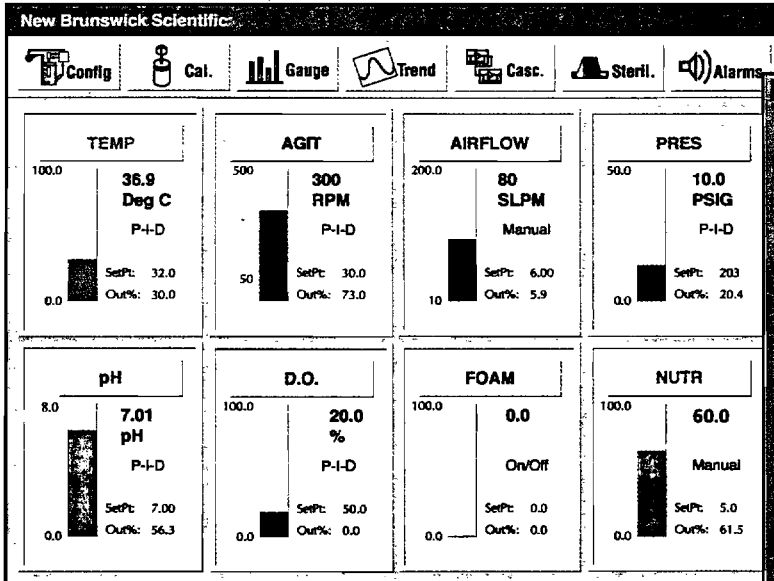 New Brunswick Scientific
Config Cal. Gauge Trend Casc. Steril. Alarms
TEMP
100.0
36.9
Deg C
P-I-D
SetPt: 32.0
0.0 Out%: 30.0
AGIT
500
300
RPM
P-I-D
50 SetPt: 30.0
Out%: 73.0
AIRFLOW
200.0
80
SLPM
Manual
SetPt: 6.00
10 Out%: 5.9
PRES
50.0
10.0
PSIG
P-I-D
SetPt: 203
0.0 Out%: 20.4
pH
8.0
7.01
pH
P-I-D
SetPt: 7.00
0.0 Out%: 56.3
D.O.
100.0
20.0
%
P-I-D
SetPt: 50.0
0.0 Out%: 0.0
FOAM
100.0
0.0
On/Off
SetPt: 0.0
0.0 Out%: 0.0
NUTR
100.0
60.0
Manual
SetPt: 5.0
0.0 Out%: 61.5